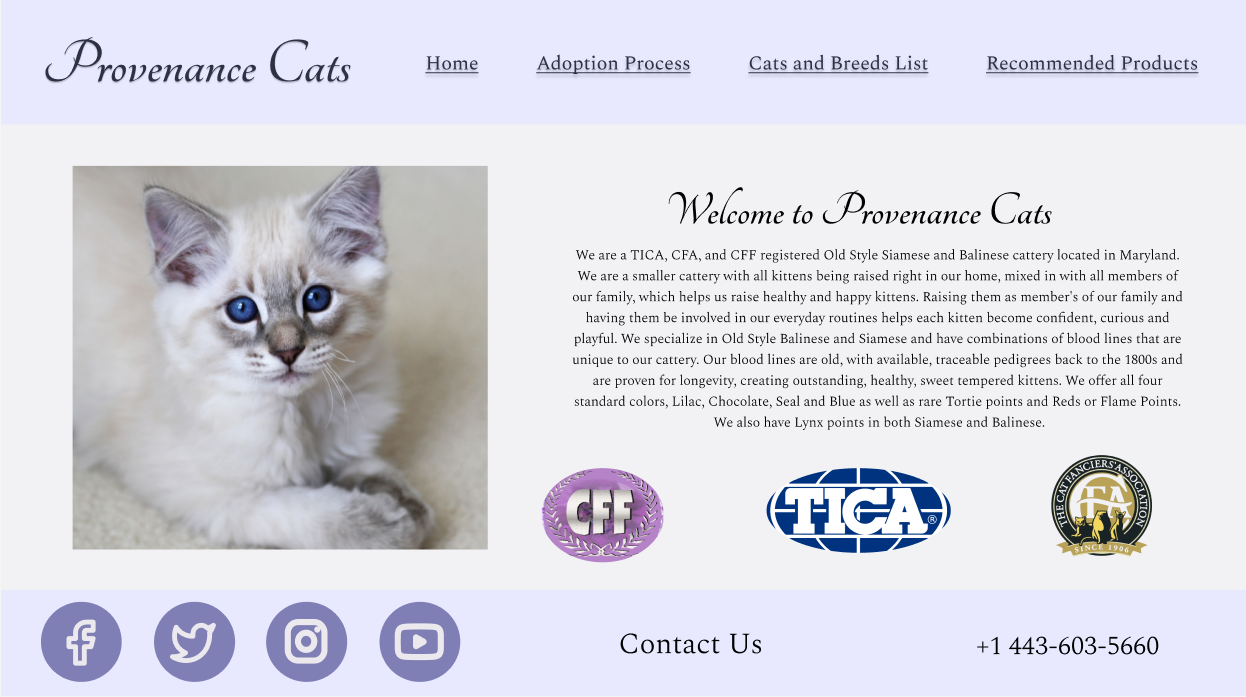 Provenance Cats
Home
Adoption Process
Cats and Breeds List
Recommended Products
Welcome to Provenance Cats
We are a TICA, CFA, and CFF registered Old Style Siamese and Balinese cattery located in Maryland.
We are a smaller cattery with all kittens being raised right in our home, mixed in with all members of
our family, which helps us raise healthy and happy kittens. Raising them as member's of our family and
having them be involved in our everyday routines helps each kitten become confident, curious and
playful. We specialize in Old Style Balinese and Siamese and have combinations of blood lines that are
unique to our cattery. Our blood lines are old, with available, traceable pedigrees back to the 1800s and
are proven for longevity, creating outstanding, healthy, sweet tempered kittens. We offer all four
standard colors, Lilac, Chocolate, Seal and Blue as well as rare Tortie points and Reds or Flame Points.
We also have Lynx points in both Siamese and Balinese.
CFF
TICA®
THE CAT FANCIERS' ASSOCIATION
CFA
SINCE 1906
Contact Us
+1 443-603-5660